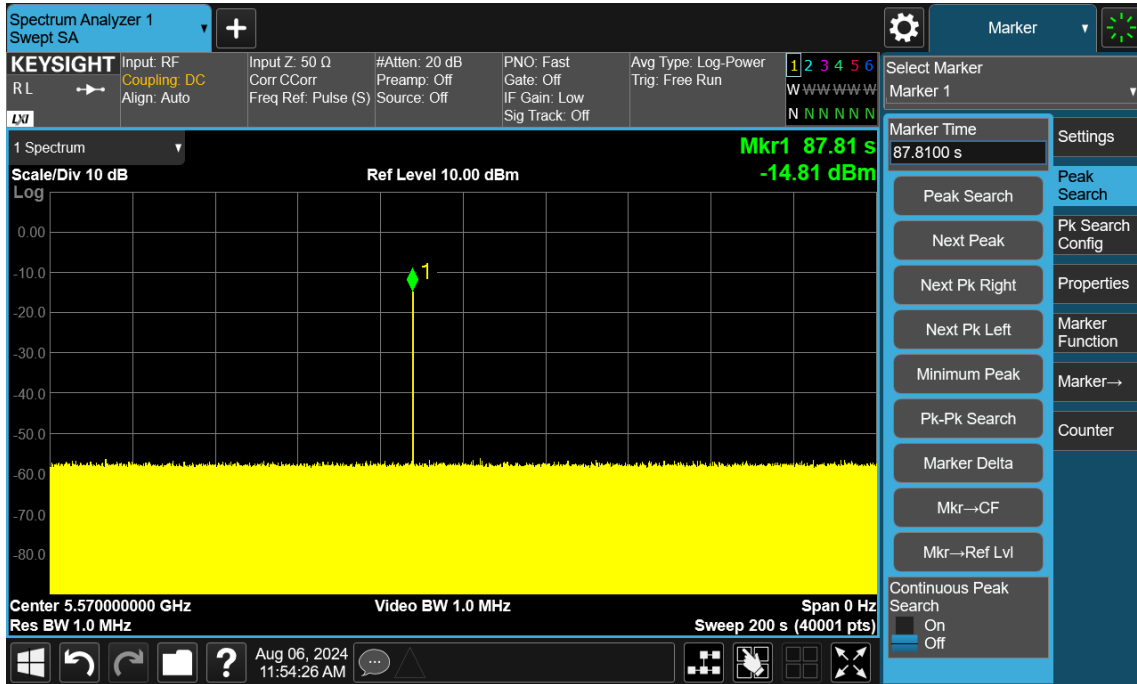 Spectrum Analyzer 1
Swept SA
Marker
KEYSIGHT
R L
LXI
Input: RF
Coupling: DC
Align: Auto
Input Z: 50 Ω
Corr CCorr
Freq Ref: Pulse (S)
#Atten: 20 dB
Preamp: Off
Source: Off
PNO: Fast
Gate: Off
IF Gain: Low
Sig Track: Off
Avg Type: Log-Power
Trig: Free Run
1 2 3 4 5 6
W W W W W W
N N N N N N
Select Marker
Marker 1
1 Spectrum
Mkr1 87.81 s
-14.81 dBm
Scale/Div 10 dB
Ref Level 10.00 dBm
Log
0.00
-10.0
-20.0
-30.0
-40.0
-50.0
-60.0
-70.0
-80.0
1
Center 5.570000000 GHz
Video BW 1.0 MHz
Span 0 Hz
Res BW 1.0 MHz
Sweep 200 s (40001 pts)
Marker Time
87.8100 s
Peak Search
Next Peak
Next Pk Right
Next Pk Left
Minimum Peak
Pk-Pk Search
Marker Delta
Mkr→CF
Mkr→Ref Lvl
Continuous Peak
Search
On
Off
Settings
Peak
Search
Pk Search
Config
Properties
Marker
Function
Marker→
Counter
?
Aug 06, 2024
11:54:26 AM